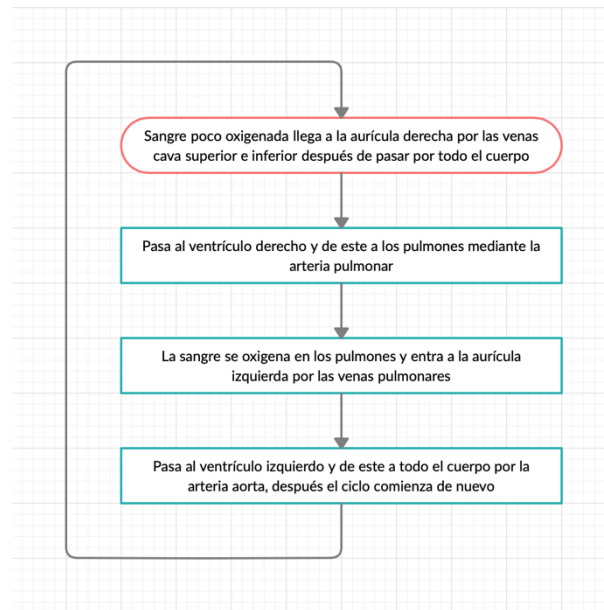 Sangre poco oxigenada llega a la aurícula derecha por las venas
cava superior e inferior después de pasar por todo el cuerpo
Pasa al ventrículo derecho y de este a los pulmones mediante la
arteria pulmonar
La sangre se oxigena en los pulmones y entra a la aurícula
izquierda por las venas pulmonares
Pasa al ventrículo izquierdo y de este a todo el cuerpo por la
arteria aorta, después el ciclo comienza de nuevo